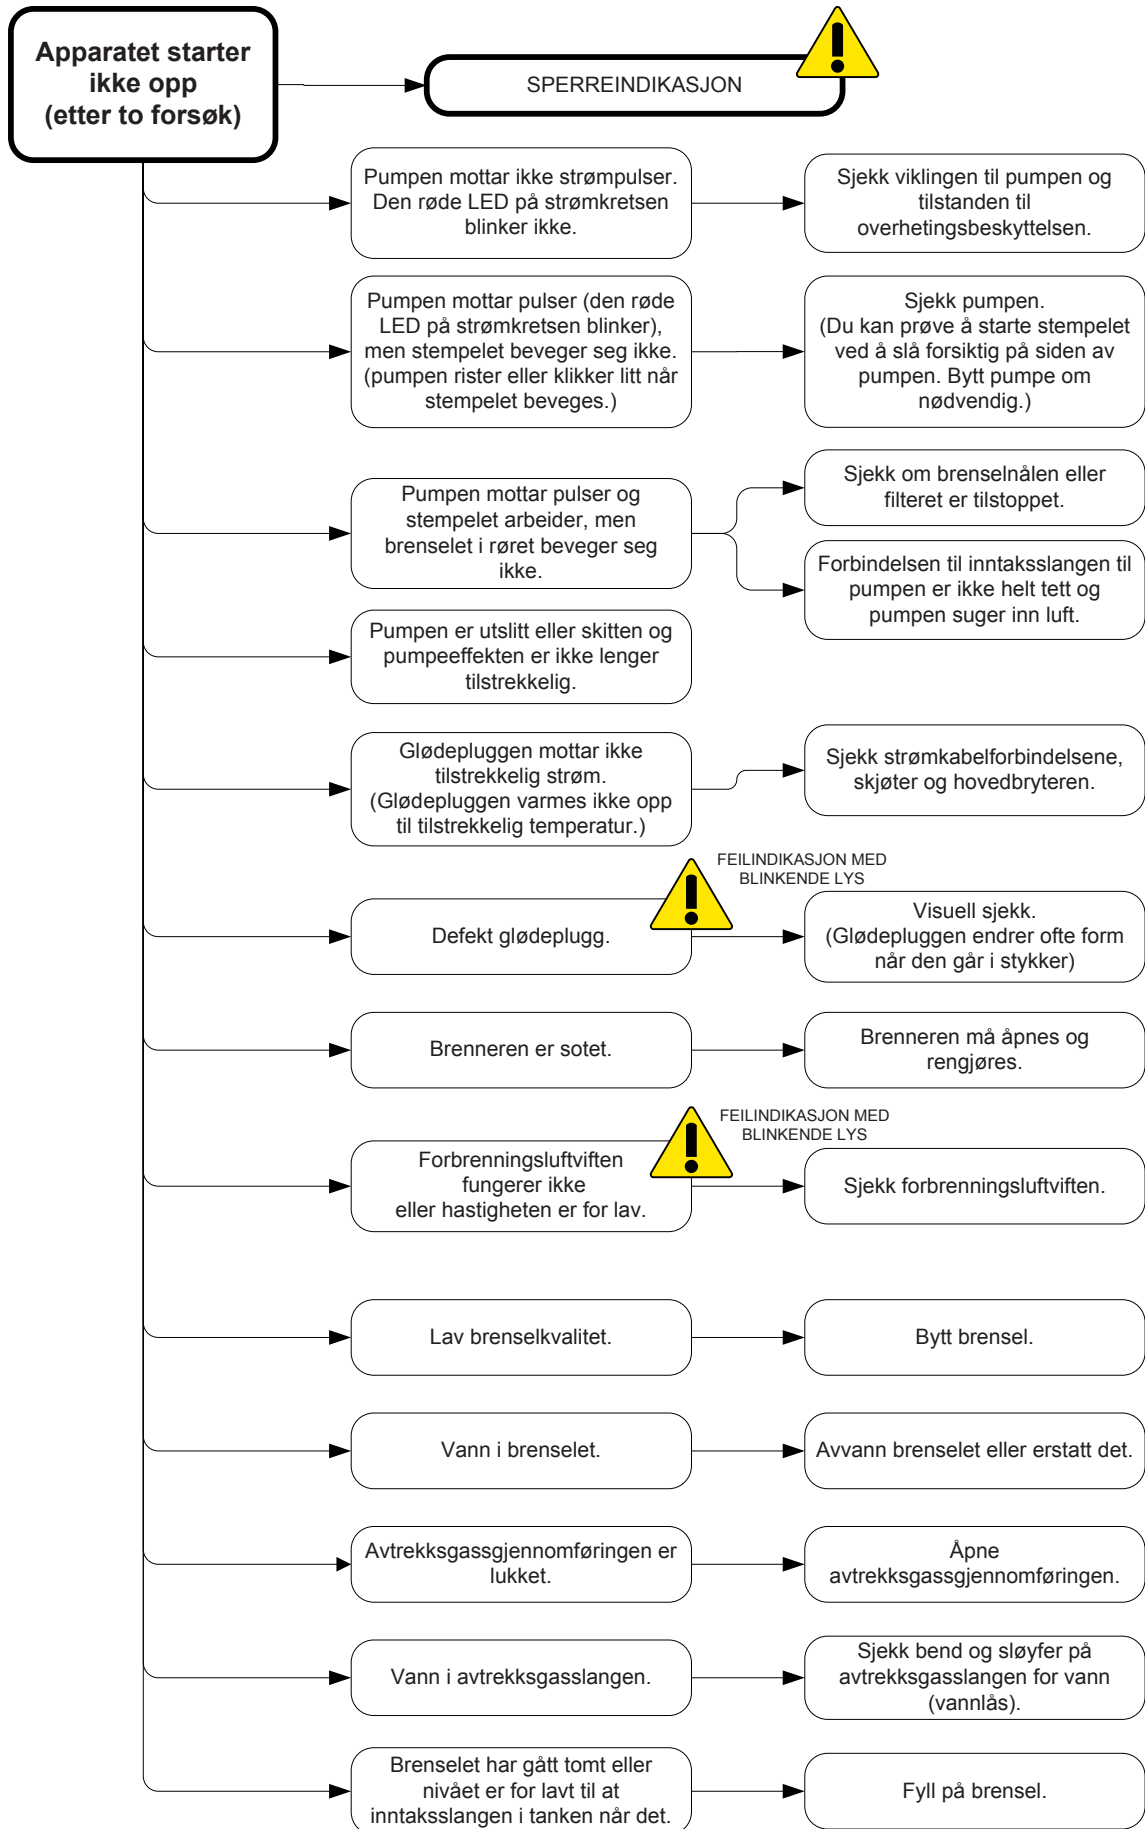 Apparatet starter
ikke opp
(etter to forsøk)
SPERREINDIKASJON
Pumpen mottar ikke strømpulser.
Den røde LED på strømkretsen
blinker ikke.
Sjekk viklingen til pumpen og
tilstanden til
overhetingsbeskyttelsen.
Pumpen mottar pulser (den røde
LED på strømkretsen blinker),
men stempelet beveger seg ikke.
(pumpen rister eller klikker litt når
stempelet beveges.)
Sjekk pumpen.
(Du kan prøve å starte stempelet
ved å slå forsiktig på siden av
pumpen. Bytt pumpe om
nødvendig.)
Pumpen mottar pulser og
stempelet arbeider, men
brenselet i røret beveger seg
ikke.
Sjekk om brenselnålen eller
filteret er tilstoppet.
Forbindelsen til inntaksslangen til
pumpen er ikke helt tett og
pumpen suger inn luft.
Pumpen er utslitt eller skitten og
pumpeeffekten er ikke lenger
tilstrekkelig.
Glødepluggen mottar ikke
tilstrekkelig strøm.
(Glødepluggen varmes ikke opp
til tilstrekkelig temperatur.)
Sjekk strømkabelforbindelsene,
skjøter og hovedbryteren.
Defekt glødeplugg.
FEILINDIKASJON MED
BLINKENDE LYS
Visuell sjekk.
(Glødepluggen endrer ofte form
når den går i stykker)
Brenneren er sotet.
Brenneren må åpnes og
rengjøres.
Forbrenningsluftviften
fungerer ikke
eller hastigheten er for lav.
FEILINDIKASJON MED
BLINKENDE LYS
Sjekk forbrenningsluftviften.
Lav brenselkvalitet.
Bytt brensel.
Vann i brenselet.
Avvann brenselet eller erstatt det.
Avtrekksgassgjennomføringen er
lukket.
Åpne
avtrekksgassgjennomføringen.
Vann i avtrekksgasslangen.
Sjekk bend og sløyfer på
avtrekksgasslangen for vann
(vannlås).
Brenselet har gått tomt eller
nivået er for lavt til at
inntaksslangen i tanken når det.
Fyll på brensel.